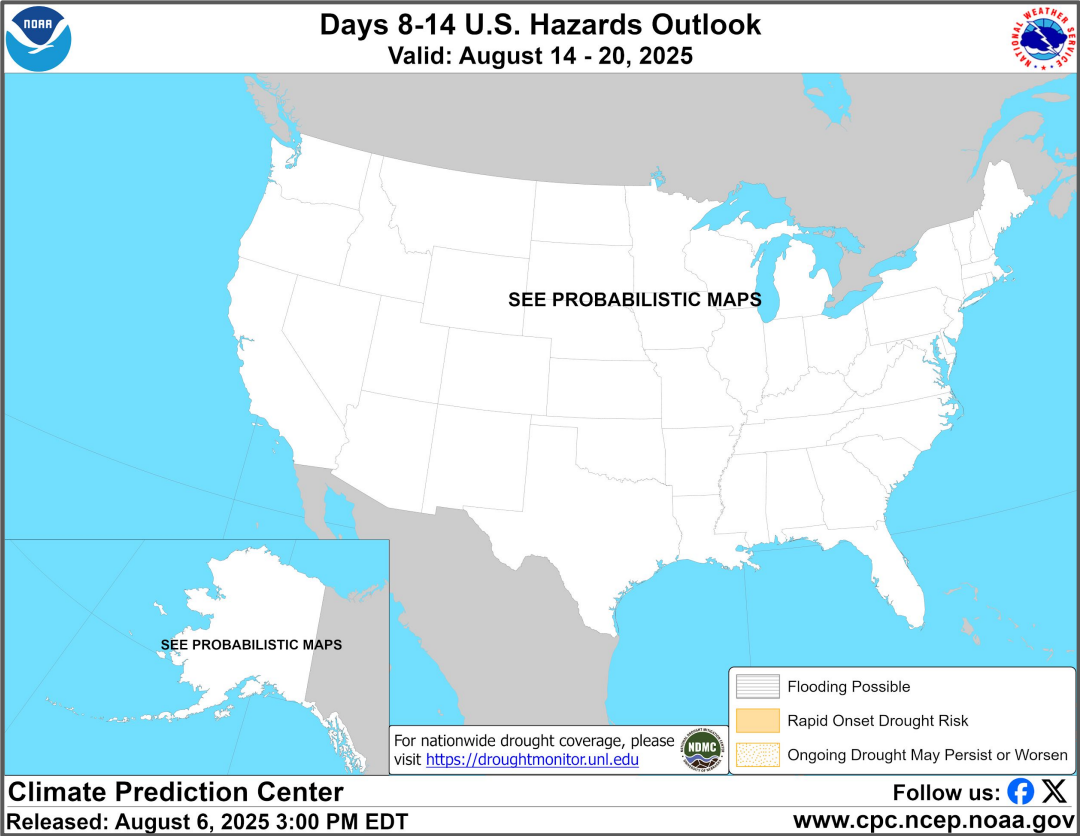 NOAA
Days 8-14 U.S. Hazards Outlook
Valid: August 14 - 20, 2025
NATIONAL WEATHER SERVICE
SEE PROBABILISTIC MAPS
SEE PROBABILISTIC MAPS
Flooding Possible
Rapid Onset Drought Risk
Ongoing Drought May Persist or Worsen
For nationwide drought coverage, please
visit https://droughtmonitor.unl.edu
NDMC
Climate Prediction Center
Follow us:
Released: August 6, 2025 3:00 PM EDT
www.cpc.ncep.noaa.gov